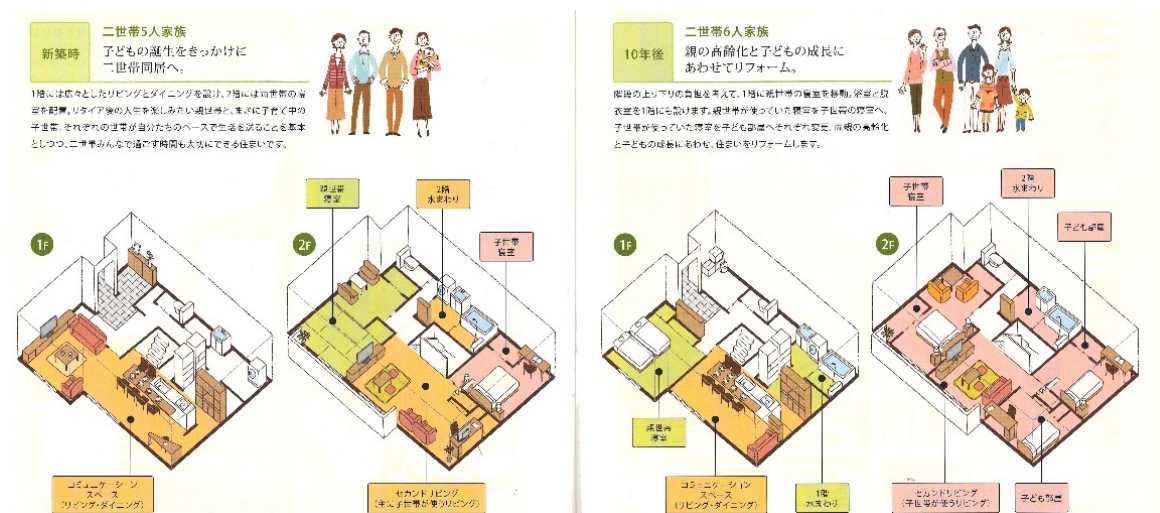 新築時
二世帯5人家族
子どもの誕生をきっかけに
二世帯同居へ。
1階には広々としたリビングとダイニングを設け、2階には両世帯の寝
室を配置。リタイア後の人生を楽しみたい親世帯と、まさに子育て中の
子世帯。それぞれの世帯が自分たちのペースで生活を送ることを基本
としつつ、二世帯みんなで過ごす時間も大切にできる住まいです。
親世帯
寝室
2階
水まわり
子世帯
寝室
1F
2F
コミュニケーション
スペース
(リビング・ダイニング)
セカンドリビング
(主に子世帯が使うリビング)
10年後
二世帯6人家族
親の高齢化と子どもの成長に
あわせてリフォーム。
階段の上り下りの負担を考えて、1階に親世帯の寝室を移動。浴室と脱
衣室を1階にも設けます。親世帯が使っていた寝室を子世帯の寝室へ、
子世帯が使っていた寝室を子ども部屋へそれぞれ変更。両親の高齢化
と子どもの成長にあわせ、住まいをリフォームします。
子世帯
寝室
2階
水まわり
子ども部屋
1F
2F
親世帯
寝室
コミュニケーション
スペース
(リビング・ダイニング)
1階
水まわり
セカンドリビング
(子世帯が使うリビング)
子ども部屋